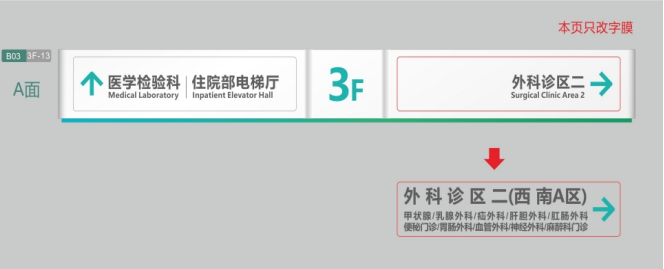 本页只改字膜
B03 3F-13
A面
医学检验科 住院部电梯厅
Medical Laboratory Inpatient Elevator Hall
3F
外科诊区二
Surgical Clinic Area 2
外科诊区二(西南A区)
甲状腺/乳腺外科/疝外科/肝胆外科/肛肠外科
便秘门诊/胃肠外科/血管外科/神经外科/麻醉科门诊